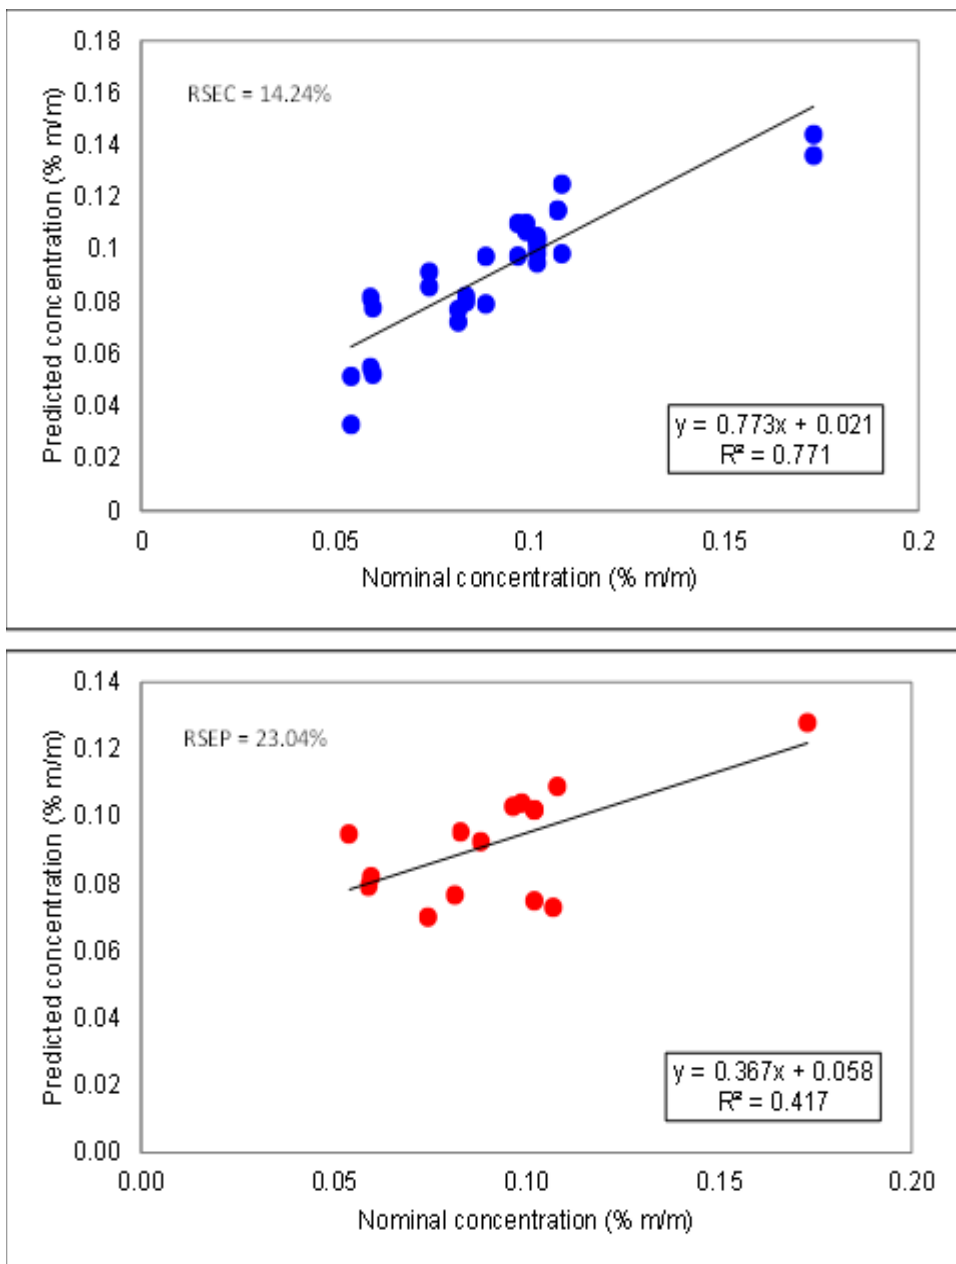 0.18
0.16
0.14
0.12
0.1
0.08
0.06
0.04
0.02
0
Predicted concentration (% m/m)
RSEC = 14.24%
y = 0.773x + 0.021
R² = 0.771
0 0.05 0.1 0.15 0.2
Nominal concentration (% m/m)
0.14
0.12
0.10
0.08
0.06
0.04
0.02
0.00
Predicted concentration (% m/m)
RSEP = 23.04%
y = 0.367x + 0.058
R² = 0.417
0.00 0.05 0.10 0.15 0.20
Nominal concentration (% m/m)